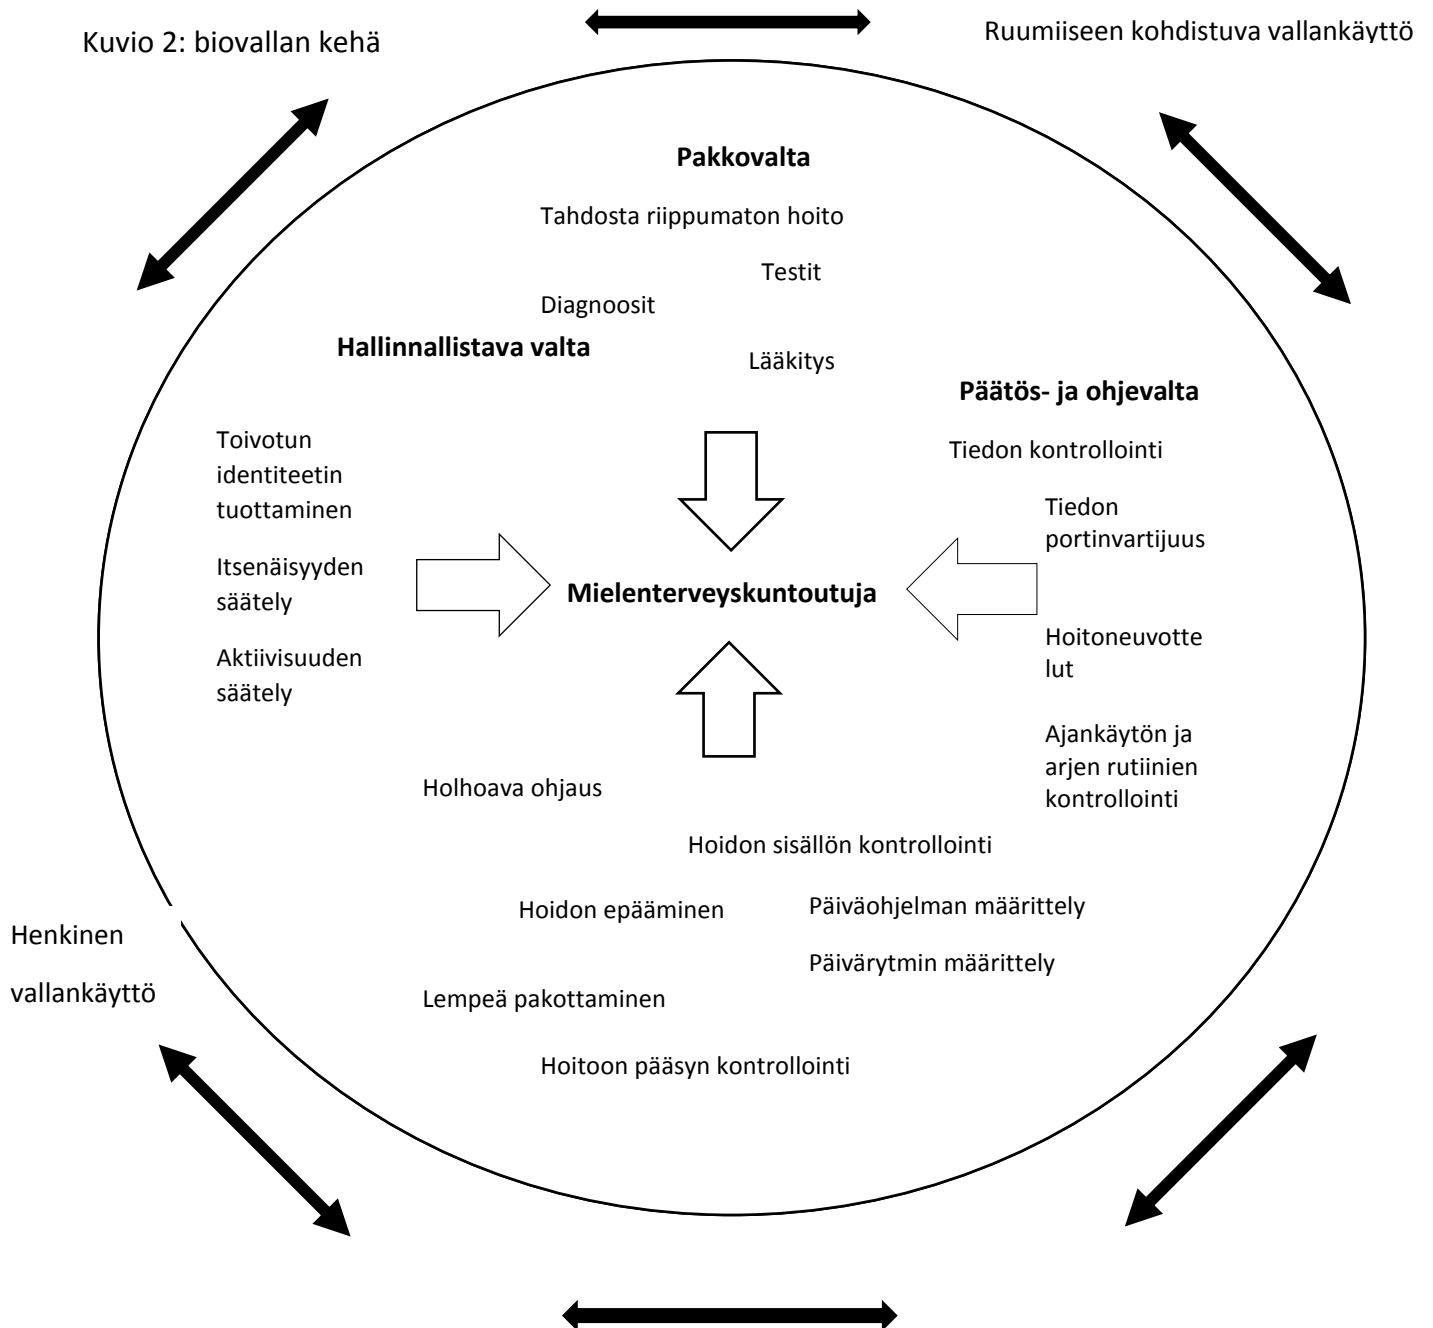 Kuvio 2: biovallan kehä
Ruumiiseen kohdistuva vallankäyttö
Pakkovalta
Tahdosta riippumaton hoito
Testit
Diagnoosit
Hallinnallistava valta
Lääkitys
Päätös- ja ohjevalta
Toivotun
identiteetin
tuottaminen
Itsenäisyyden
säätely
Aktiivisuuden
säätely
Tiedon kontrollointi
Tiedon
portinvartijuus
Mielenterveyskuntoutuja
Hoitoneuvotte
lut
Ajankäytön ja
arjen rutiinien
kontrollointi
Holhoava ohjaus
Hoidon sisällön kontrollointi
Hoidon epääminen
Päiväohjelman määrittely
Henkinen
vallankäyttö
Päivärytmin määrittely
Lempeä pakottaminen
Hoitoon pääsyn kontrollointi